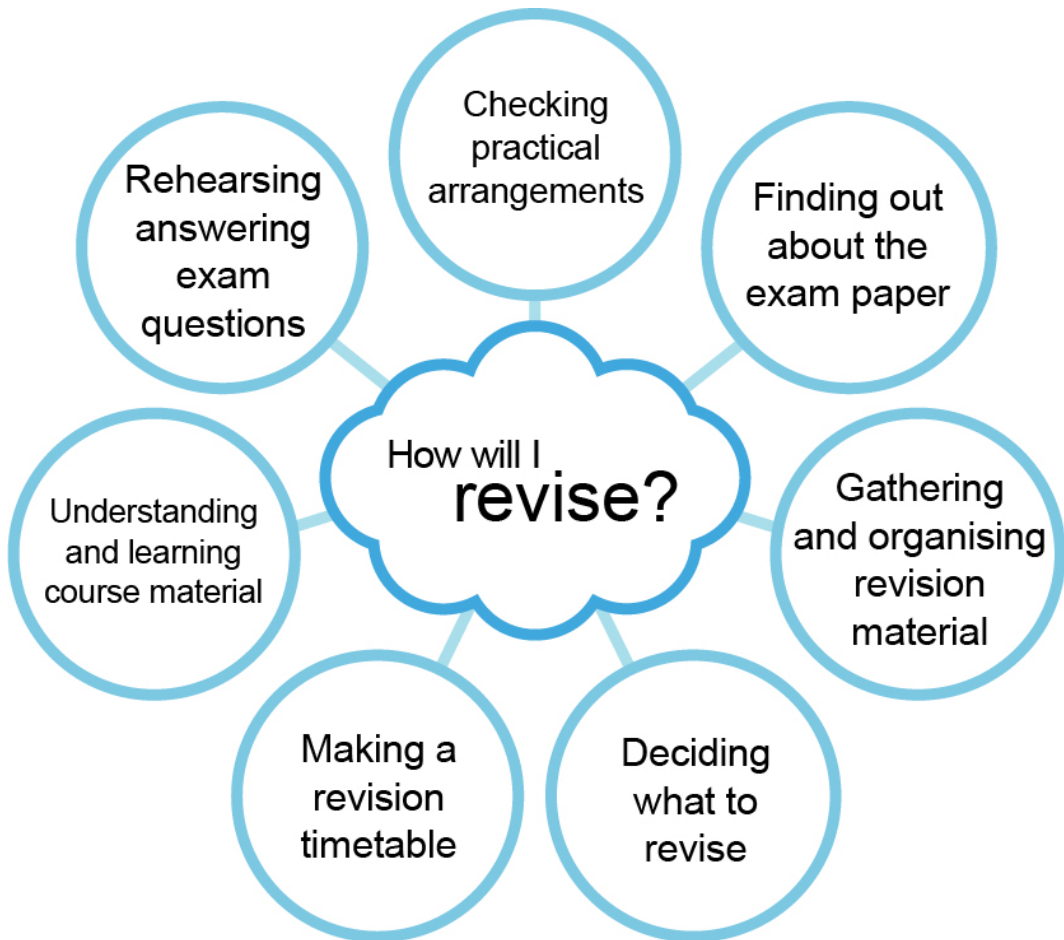 How will I
revise?
Checking
practical
arrangements
Finding out
about the
exam paper
Gathering
and organising
revision
material
Deciding
what to
revise
Making a
revision
timetable
Understanding
and learning
course material
Rehearsing
answering
exam
questions